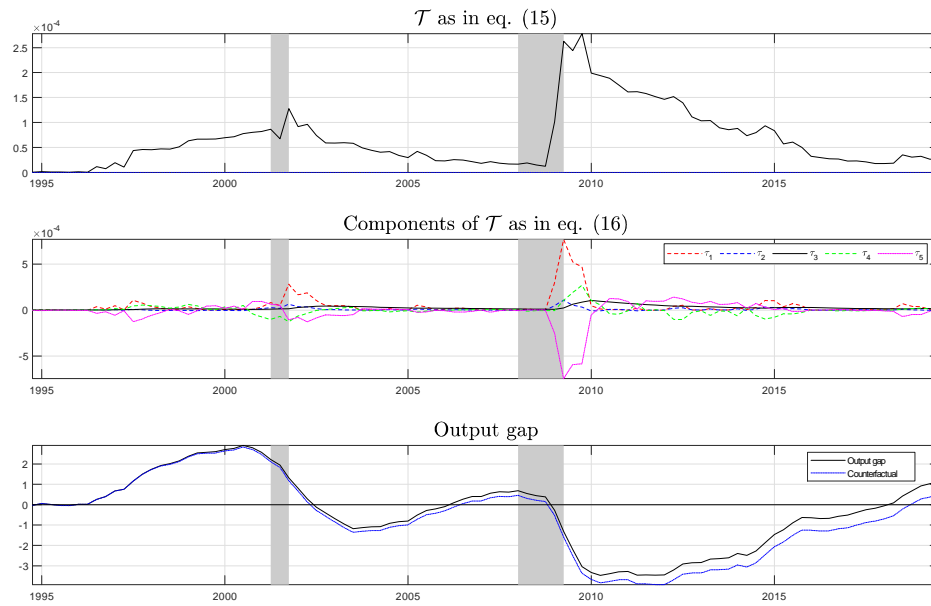 𝒯 as in eq. (15)
×10⁻⁴
2.5
2
1.5
1
0.5
0
1995 2000 2005 2010 2015
Components of 𝒯 as in eq. (16)
×10⁻⁴
5
0
-5
τ₁ τ₂ τ₃ τ₄ τ₅
1995 2000 2005 2010 2015
Output gap
2
1
0
-1
-2
-3
Output gap
Counterfactual
1995 2000 2005 2010 2015